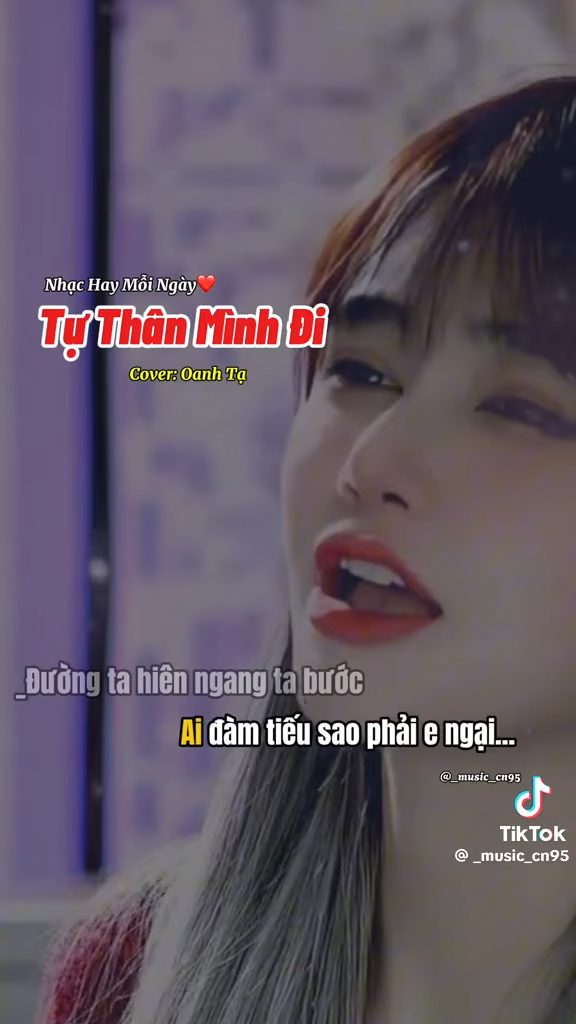 Nhạc Hay Mỗi Ngày❤️
Tự Thân Mình Đi
Cover: Oanh Tạ
_Đường ta hiên ngang ta bước
Ai đàm tiếu sao phải e ngại...
@_music_cn95
TikTok
@ _music_cn95